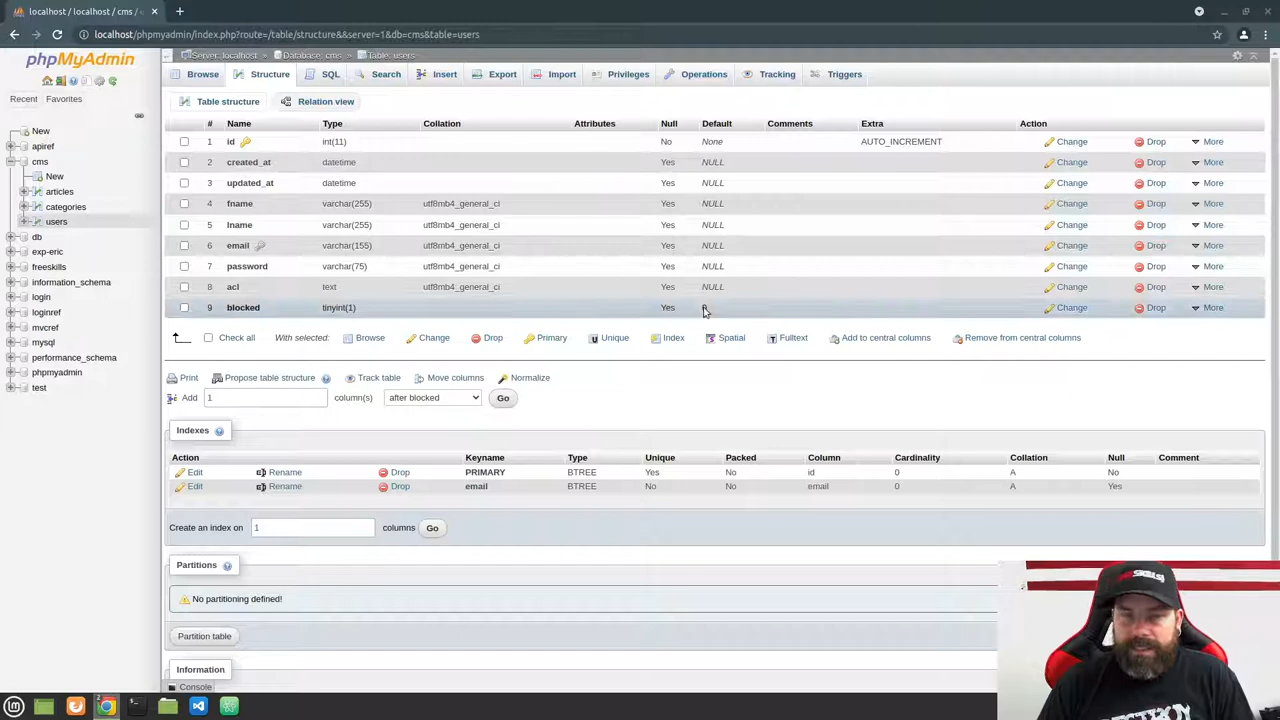 localhost / localhost / cms /
localhost/phpmyadmin/index.php?route=/table/structure&&server=1&db=cms&table=users
phpMyAdmin
Server: localhost » Database: cms » Table: users
Browse Structure SQL Search Insert Export Import Privileges Operations Tracking Triggers
Recent Favorites
Table structure Relation view
New
apiref
cms
New
articles
categories
users
db
exp-eric
freeskills
information_schema
login
loginref
mvcref
mysql
performance_schema
phpmyadmin
test
# Name Type Collation Attributes Null Default Comments Extra Action
1 id int(11) No None AUTO_INCREMENT Change Drop More
2 created_at datetime Yes NULL Change Drop More
3 updated_at datetime Yes NULL Change Drop More
4 fname varchar(255) utf8mb4_general_ci Yes NULL Change Drop More
5 lname varchar(255) utf8mb4_general_ci Yes NULL Change Drop More
6 email varchar(155) utf8mb4_general_ci Yes NULL Change Drop More
7 password varchar(75) utf8mb4_general_ci Yes NULL Change Drop More
8 acl text utf8mb4_general_ci Yes NULL Change Drop More
9 blocked tinyint(1) Yes 0 Change Drop More
Check all With selected: Browse Change Drop Primary Unique Index Spatial Fulltext Add to central columns Remove from central columns
Print Propose table structure Track table Move columns Normalize
Add 1 column(s) after blocked Go
Indexes
Action Keyname Type Unique Packed Column Cardinality Collation Null Comment
Edit Rename Drop PRIMARY BTREE Yes No id 0 A No
Edit Rename Drop email BTREE No No email 0 A Yes
Create an index on 1 columns Go
Partitions
No partitioning defined!
Partition table
Information
Console